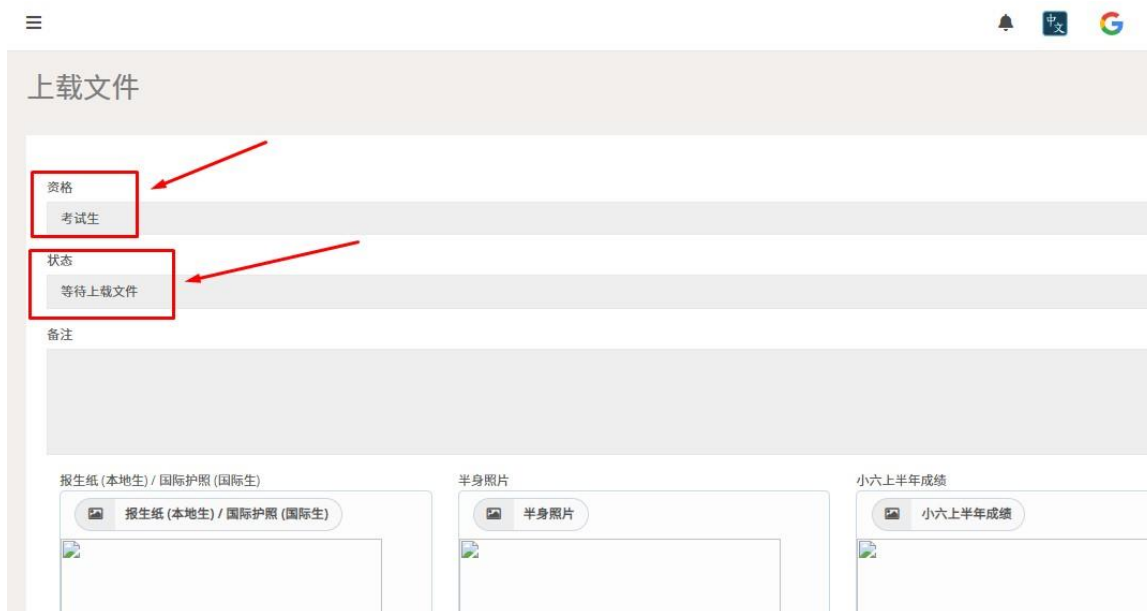 中文
上载文件
资格
考试生
状态
等待上载文件
备注
报生纸 (本地生) / 国际护照 (国际生)
半身照片
小六上半年成绩
报生纸 (本地生) / 国际护照 (国际生)
半身照片
小六上半年成绩